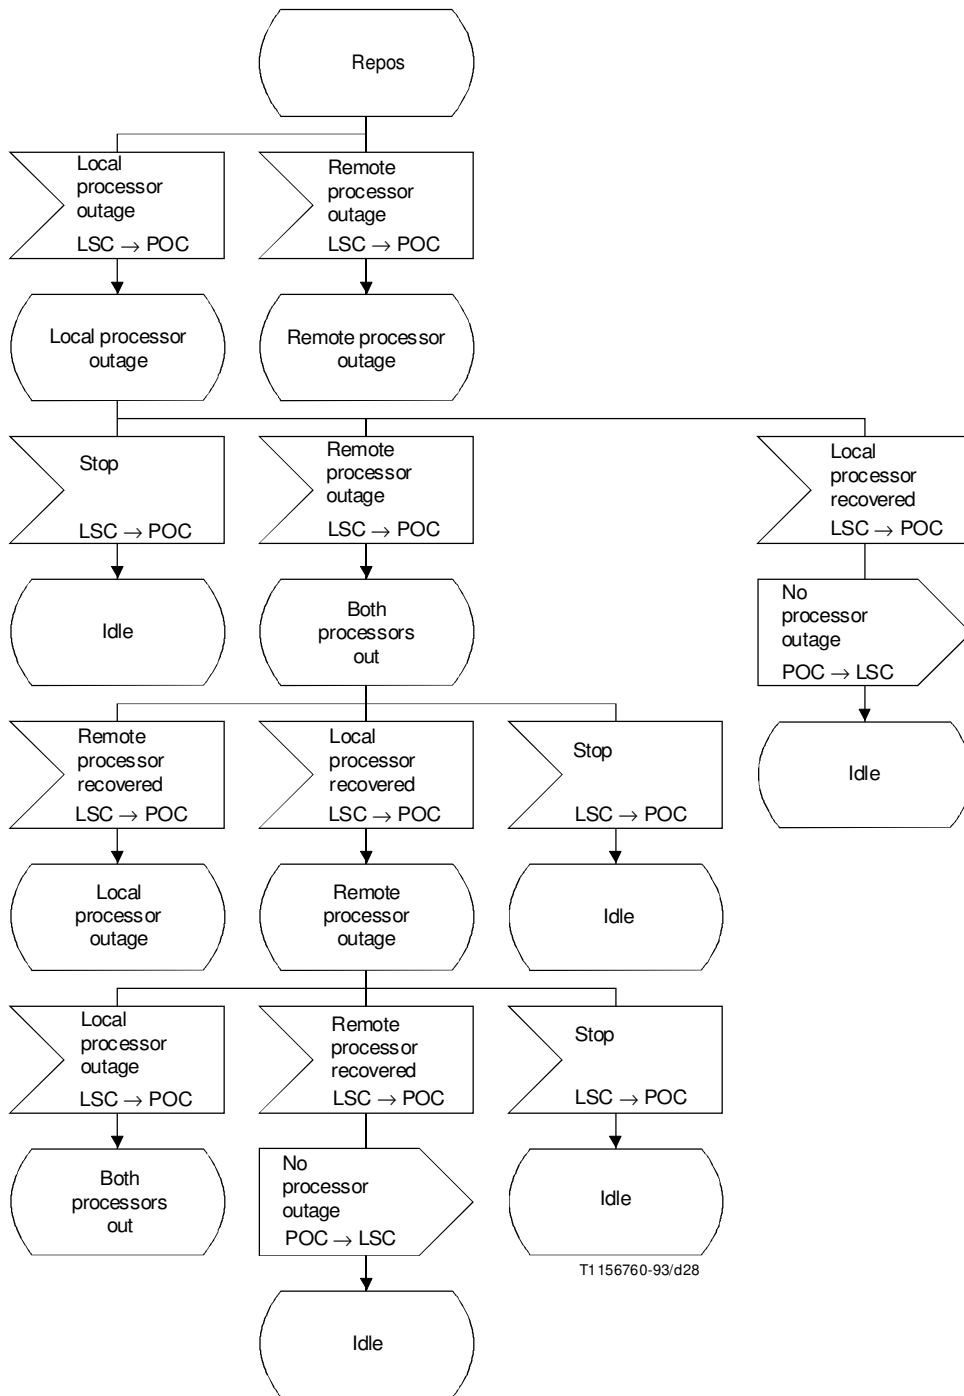 Repos
Local
processor
outage
LSC → POC
Remote
processor
outage
LSC → POC
Local processor
outage
Remote processor
outage
Stop
LSC → POC
Remote
processor
outage
LSC → POC
Local
processor
recovered
LSC → POC
Idle
Both
processors
out
No
processor
outage
POC → LSC
Remote
processor
recovered
LSC → POC
Local
processor
recovered
LSC → POC
Stop
LSC → POC
Idle
Local
processor
outage
Remote
processor
outage
Idle
Local
processor
outage
LSC → POC
Remote
processor
recovered
LSC → POC
Stop
LSC → POC
Both
processors
out
No
processor
outage
POC → LSC
Idle
T1156760-93/d28
Idle